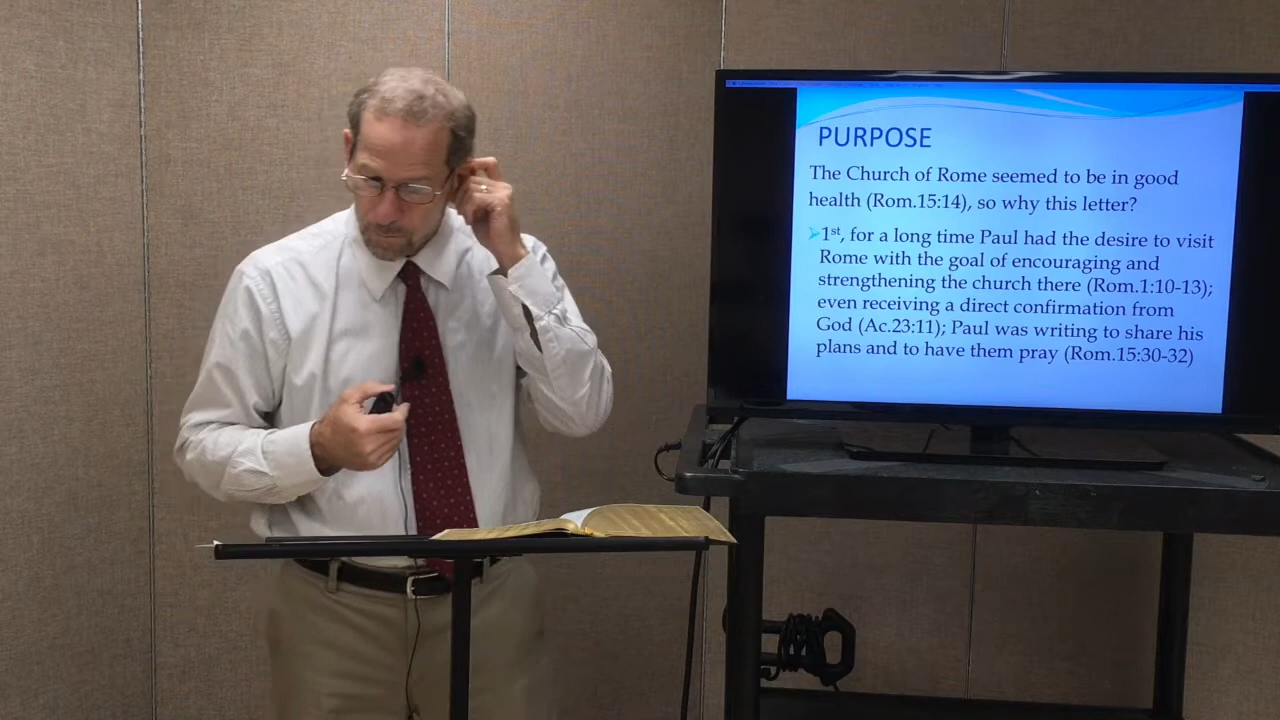 PURPOSE
The Church of Rome seemed to be in good
health (Rom.15:14), so why this letter?
➢1st, for a long time Paul had the desire to visit
Rome with the goal of encouraging and
strengthening the church there (Rom.1:10-13);
even receiving a direct confirmation from
God (Ac.23:11); Paul was writing to share his
plans and to have them pray (Rom.15:30-32)